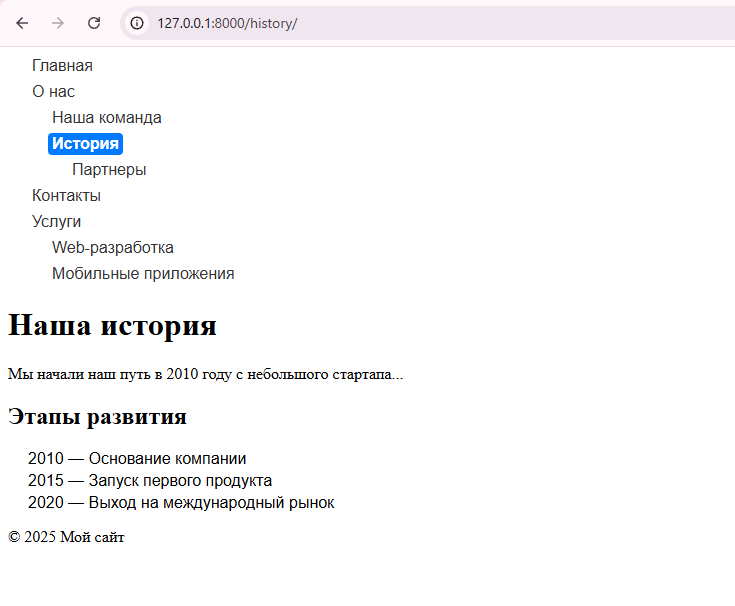 127.0.0.1:8000/history/
Главная
О нас
Наша команда
История
Партнеры
Контакты
Услуги
Web-разработка
Мобильные приложения
Наша история
Мы начали наш путь в 2010 году с небольшого стартапа...
Этапы развития
2010 — Основание компании
2015 — Запуск первого продукта
2020 — Выход на международный рынок
© 2025 Мой сайт